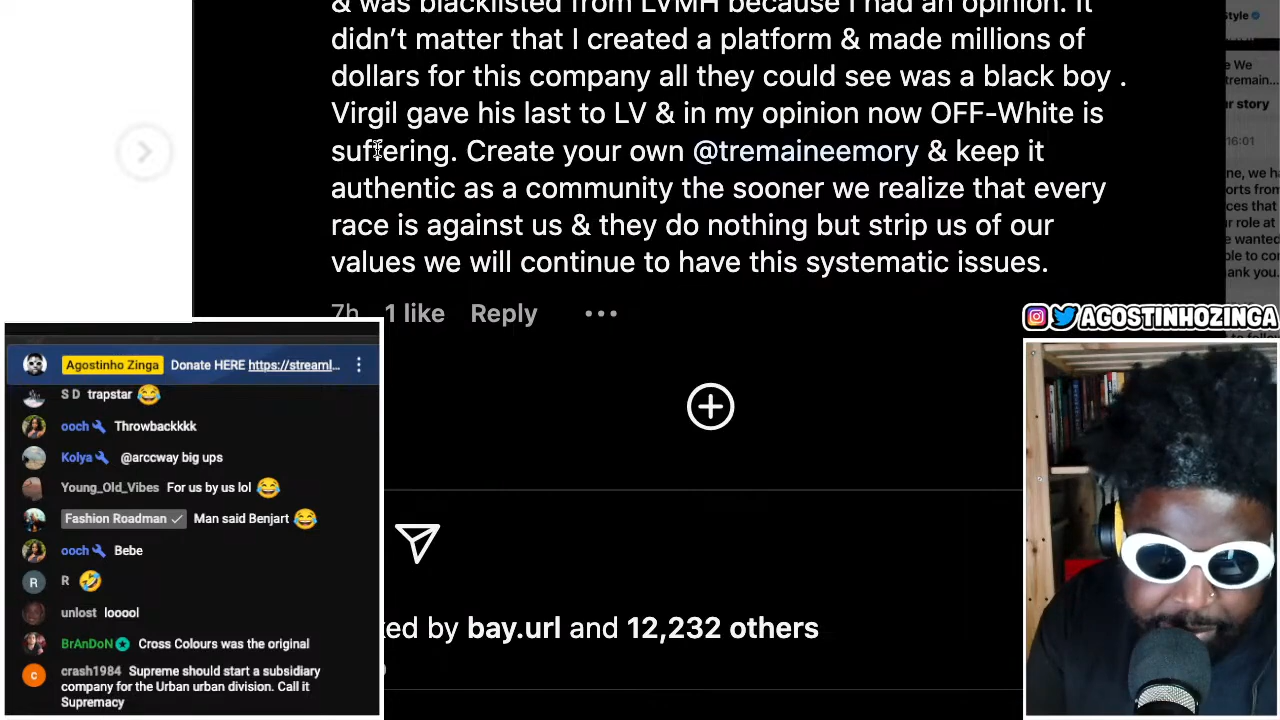 & was blacklisted from LVMH because I had an opinion. It
didn't matter that I created a platform & made millions of
dollars for this company all they could see was a black boy .
Virgil gave his last to LV & in my opinion now OFF-White is
suffering. Create your own @tremaineemory & keep it
authentic as a community the sooner we realize that every
race is against us & they do nothing but strip us of our
values we will continue to have this systematic issues.
7h 1 like Reply
by bay.url and 12,232 others
Agostinho Zinga Donate HERE https://streaml...
S D trapstar 😂
ooch Throwbackkkk
Kolya @arccway big ups
Young_Old_Vibes For us by us lol 😂
Fashion Roadman ✓ Man said Benjart 😂
ooch Bebe
R R 🤣
unlost looool
BrAnDoN Cross Colours was the original
C crash1984 Supreme should start a subsidiary
company for the Urban urban division. Call it
Supremacy
AGOSTINHOZINGA
tyle
e We
tremain...
ur story
16:01